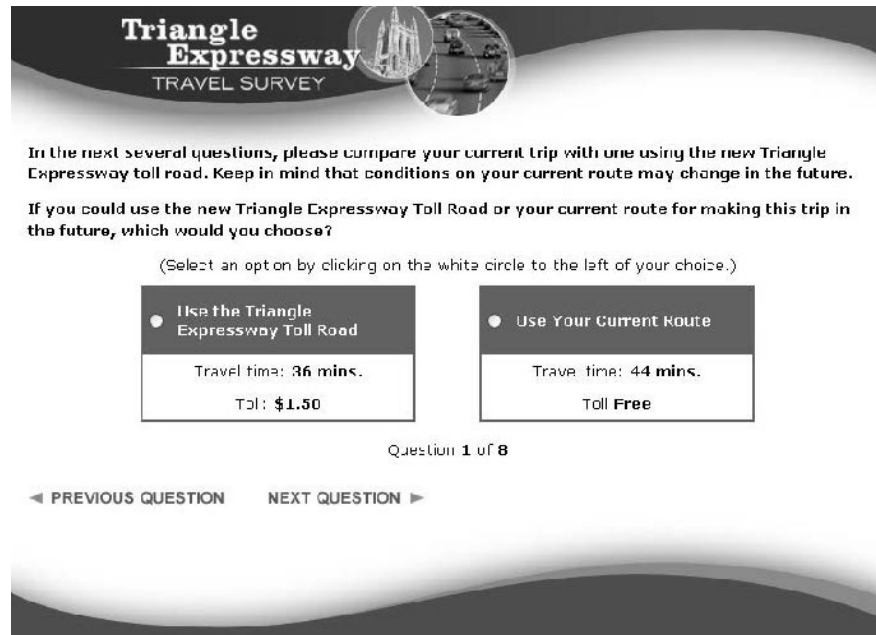 Triangle
Expressway
TRAVEL SURVEY
In the next several questions, please compare your current trip with one using the new Triangle
Expressway toll road. Keep in mind that conditions on your current route may change in the future.
If you could use the new Triangle Expressway Toll Road or your current route for making this trip in
the future, which would you choose?
(Select an option by clicking on the white circle to the left of your choice.)
Use the Triangle
Expressway Toll Road
Travel time: 36 mins.
Toll: $1.50
Use Your Current Route
Travel time: 44 mins.
Toll Free
Question 1 of 8
◄ PREVIOUS QUESTION NEXT QUESTION ►